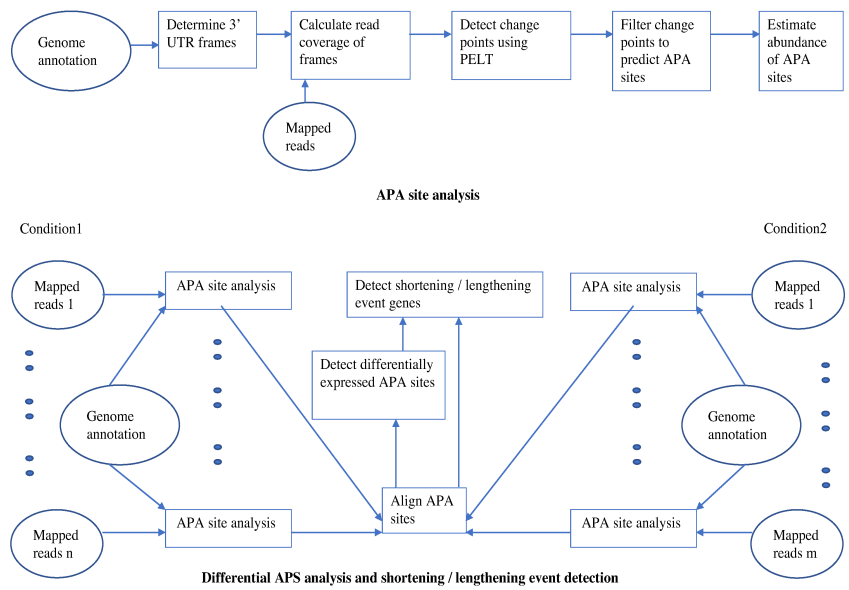 Genome
annotation
Determine 3’
UTR frames
Calculate read
coverage of
frames
Detect change
points using
PELT
Filter change
points to
predict APA
sites
Estimate
abundance
of APA
sites
Mapped
reads
APA site analysis
Condition1
Condition2
Mapped
reads 1
APA site analysis
Detect shortening / lengthening
event genes
APA site analysis
Mapped
reads 1
Detect differentially
expressed APA sites
Genome
annotation
Genome
annotation
Align APA
sites
Mapped
reads n
APA site analysis
APA site analysis
Mapped
reads m
Differential APS analysis and shortening / lengthening event detection